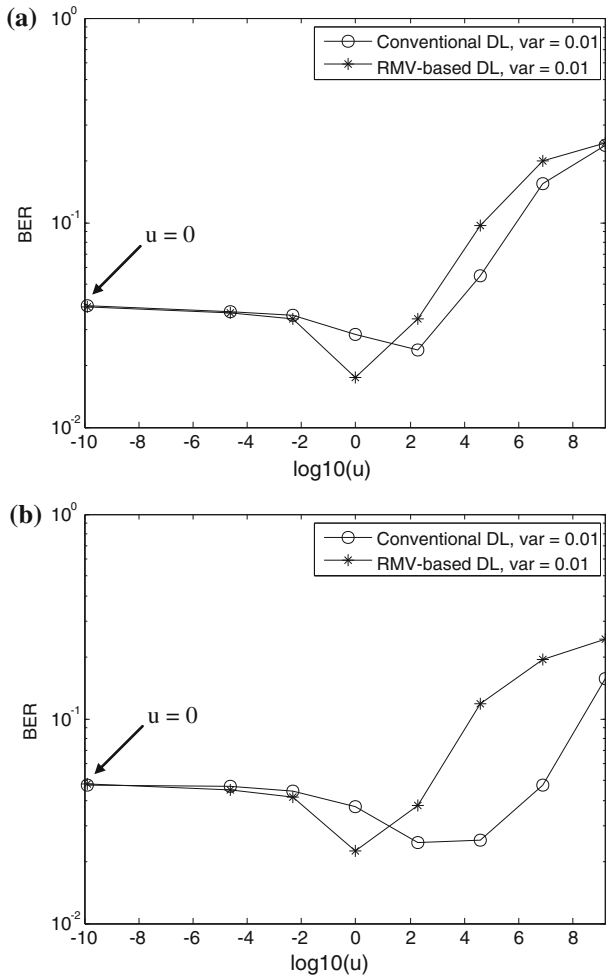 (a)
10^0
Conventional DL, var = 0.01
RMV-based DL, var = 0.01
BER
u = 0
10^-1
10^-2
-10 -8 -6 -4 -2 0 2 4 6 8
log10(u)
(b)
10^0
Conventional DL, var = 0.01
RMV-based DL, var = 0.01
BER
u = 0
10^-1
10^-2
-10 -8 -6 -4 -2 0 2 4 6 8
log10(u)